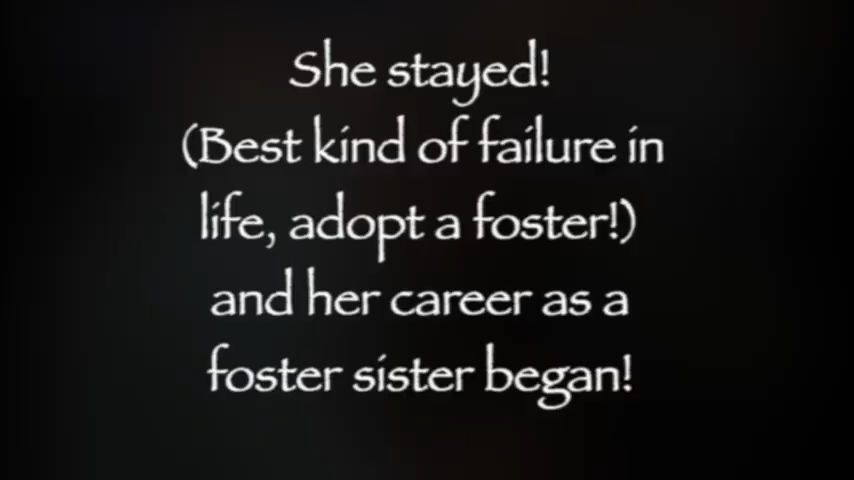 She stayed!
(Best kind of failure in
life, adopt a foster!)
and her career as a
foster sister began!